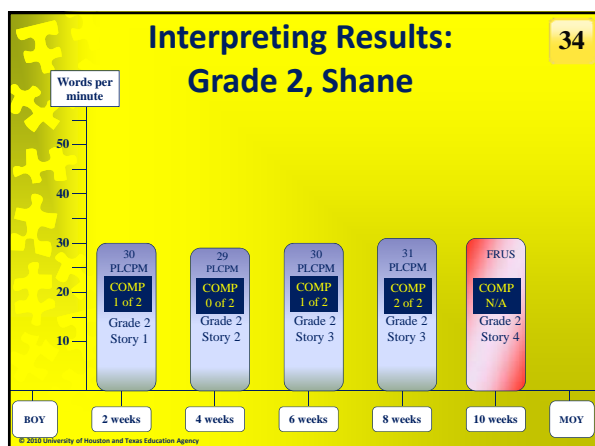 Interpreting Results:
Grade 2, Shane
34
Words per
minute
50
40
30
20
10
30
PLCPM
COMP
1 of 2
Grade 2
Story 1
29
PLCPM
COMP
0 of 2
Grade 2
Story 2
30
PLCPM
COMP
1 of 2
Grade 2
Story 3
31
PLCPM
COMP
2 of 2
Grade 2
Story 3
FRUS
COMP
N/A
Grade 2
Story 4
BOY
2 weeks
4 weeks
6 weeks
8 weeks
10 weeks
MOY
© 2010 University of Houston and Texas Education Agency